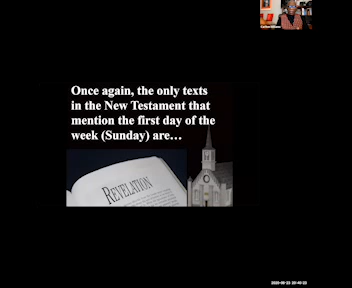 Once again, the only texts
in the New Testament that
mention the first day of the
week (Sunday) are…
REVELATION